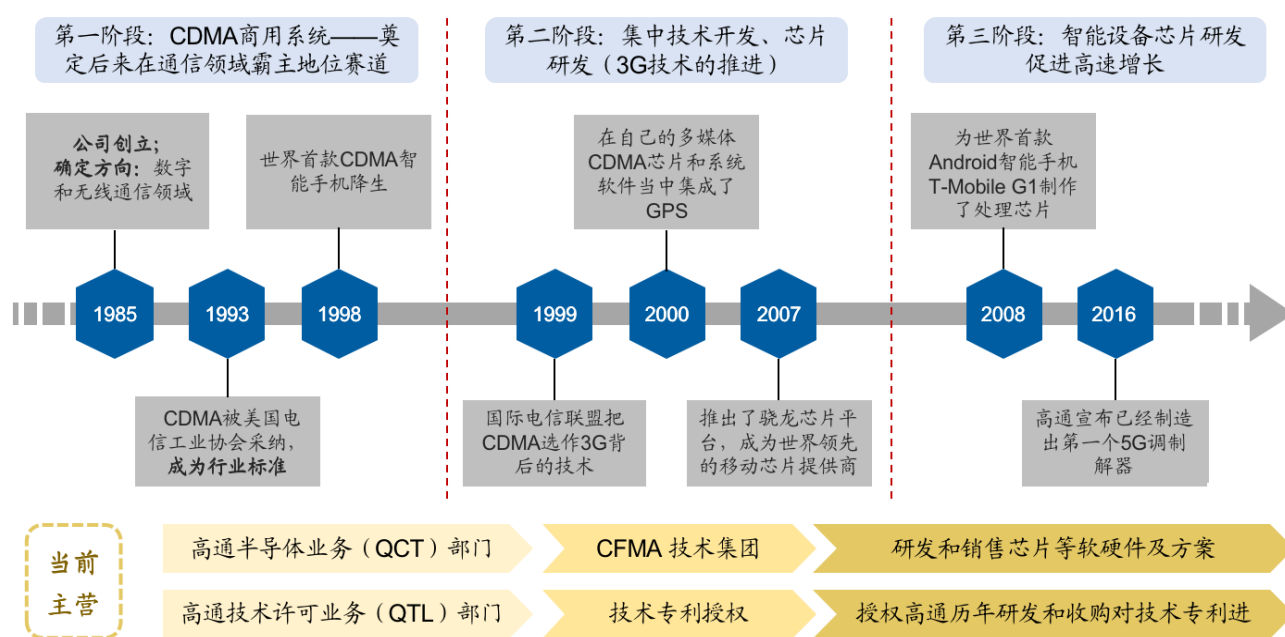 第一阶段：CDMA商用系统——奠
定后来在通信领域霸主地位赛道
第二阶段：集中技术开发、芯片
研发（3G技术的推进）
第三阶段：智能设备芯片研发
促进高速增长
公司创立；
确定方向：数字
和无线通信领域
世界首款CDMA智
能手机降生
在自己的多媒体
CDMA芯片和系统
软件当中集成了
GPS
为世界首款
Android智能手机
T-Mobile G1制作
了处理芯片
1985
1993
1998
1999
2000
2007
2008
2016
CDMA被美国电
信工业协会采纳，
成为行业标准
国际电信联盟把
CDMA选作3G背
后的技术
推出了骁龙芯片平
台，成为世界领先
的移动芯片提供商
高通宣布已经制造
出第一个5G调制
解器
当前
主营
高通半导体业务（QCT）部门
CFMA 技术集团
研发和销售芯片等软硬件及方案
高通技术许可业务（QTL）部门
技术专利授权
授权高通历年研发和收购对技术专利进